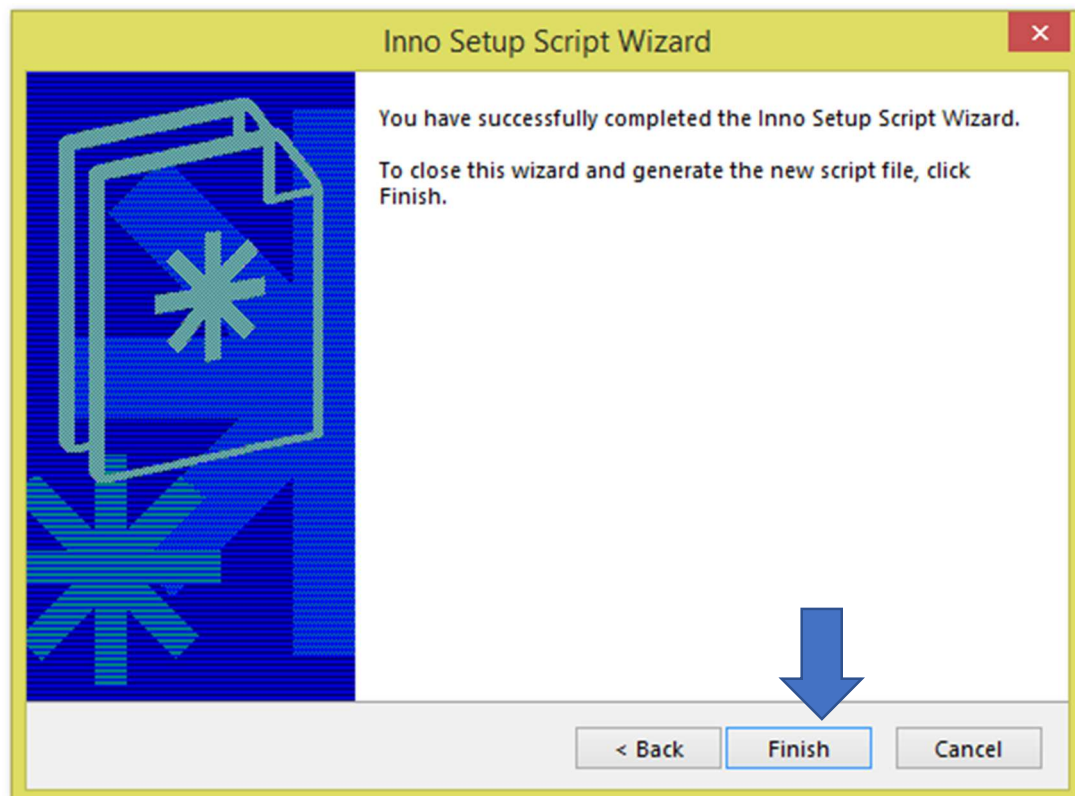 Inno Setup Script Wizard
You have successfully completed the Inno Setup Script Wizard.
To close this wizard and generate the new script file, click
Finish.
< Back
Finish
Cancel